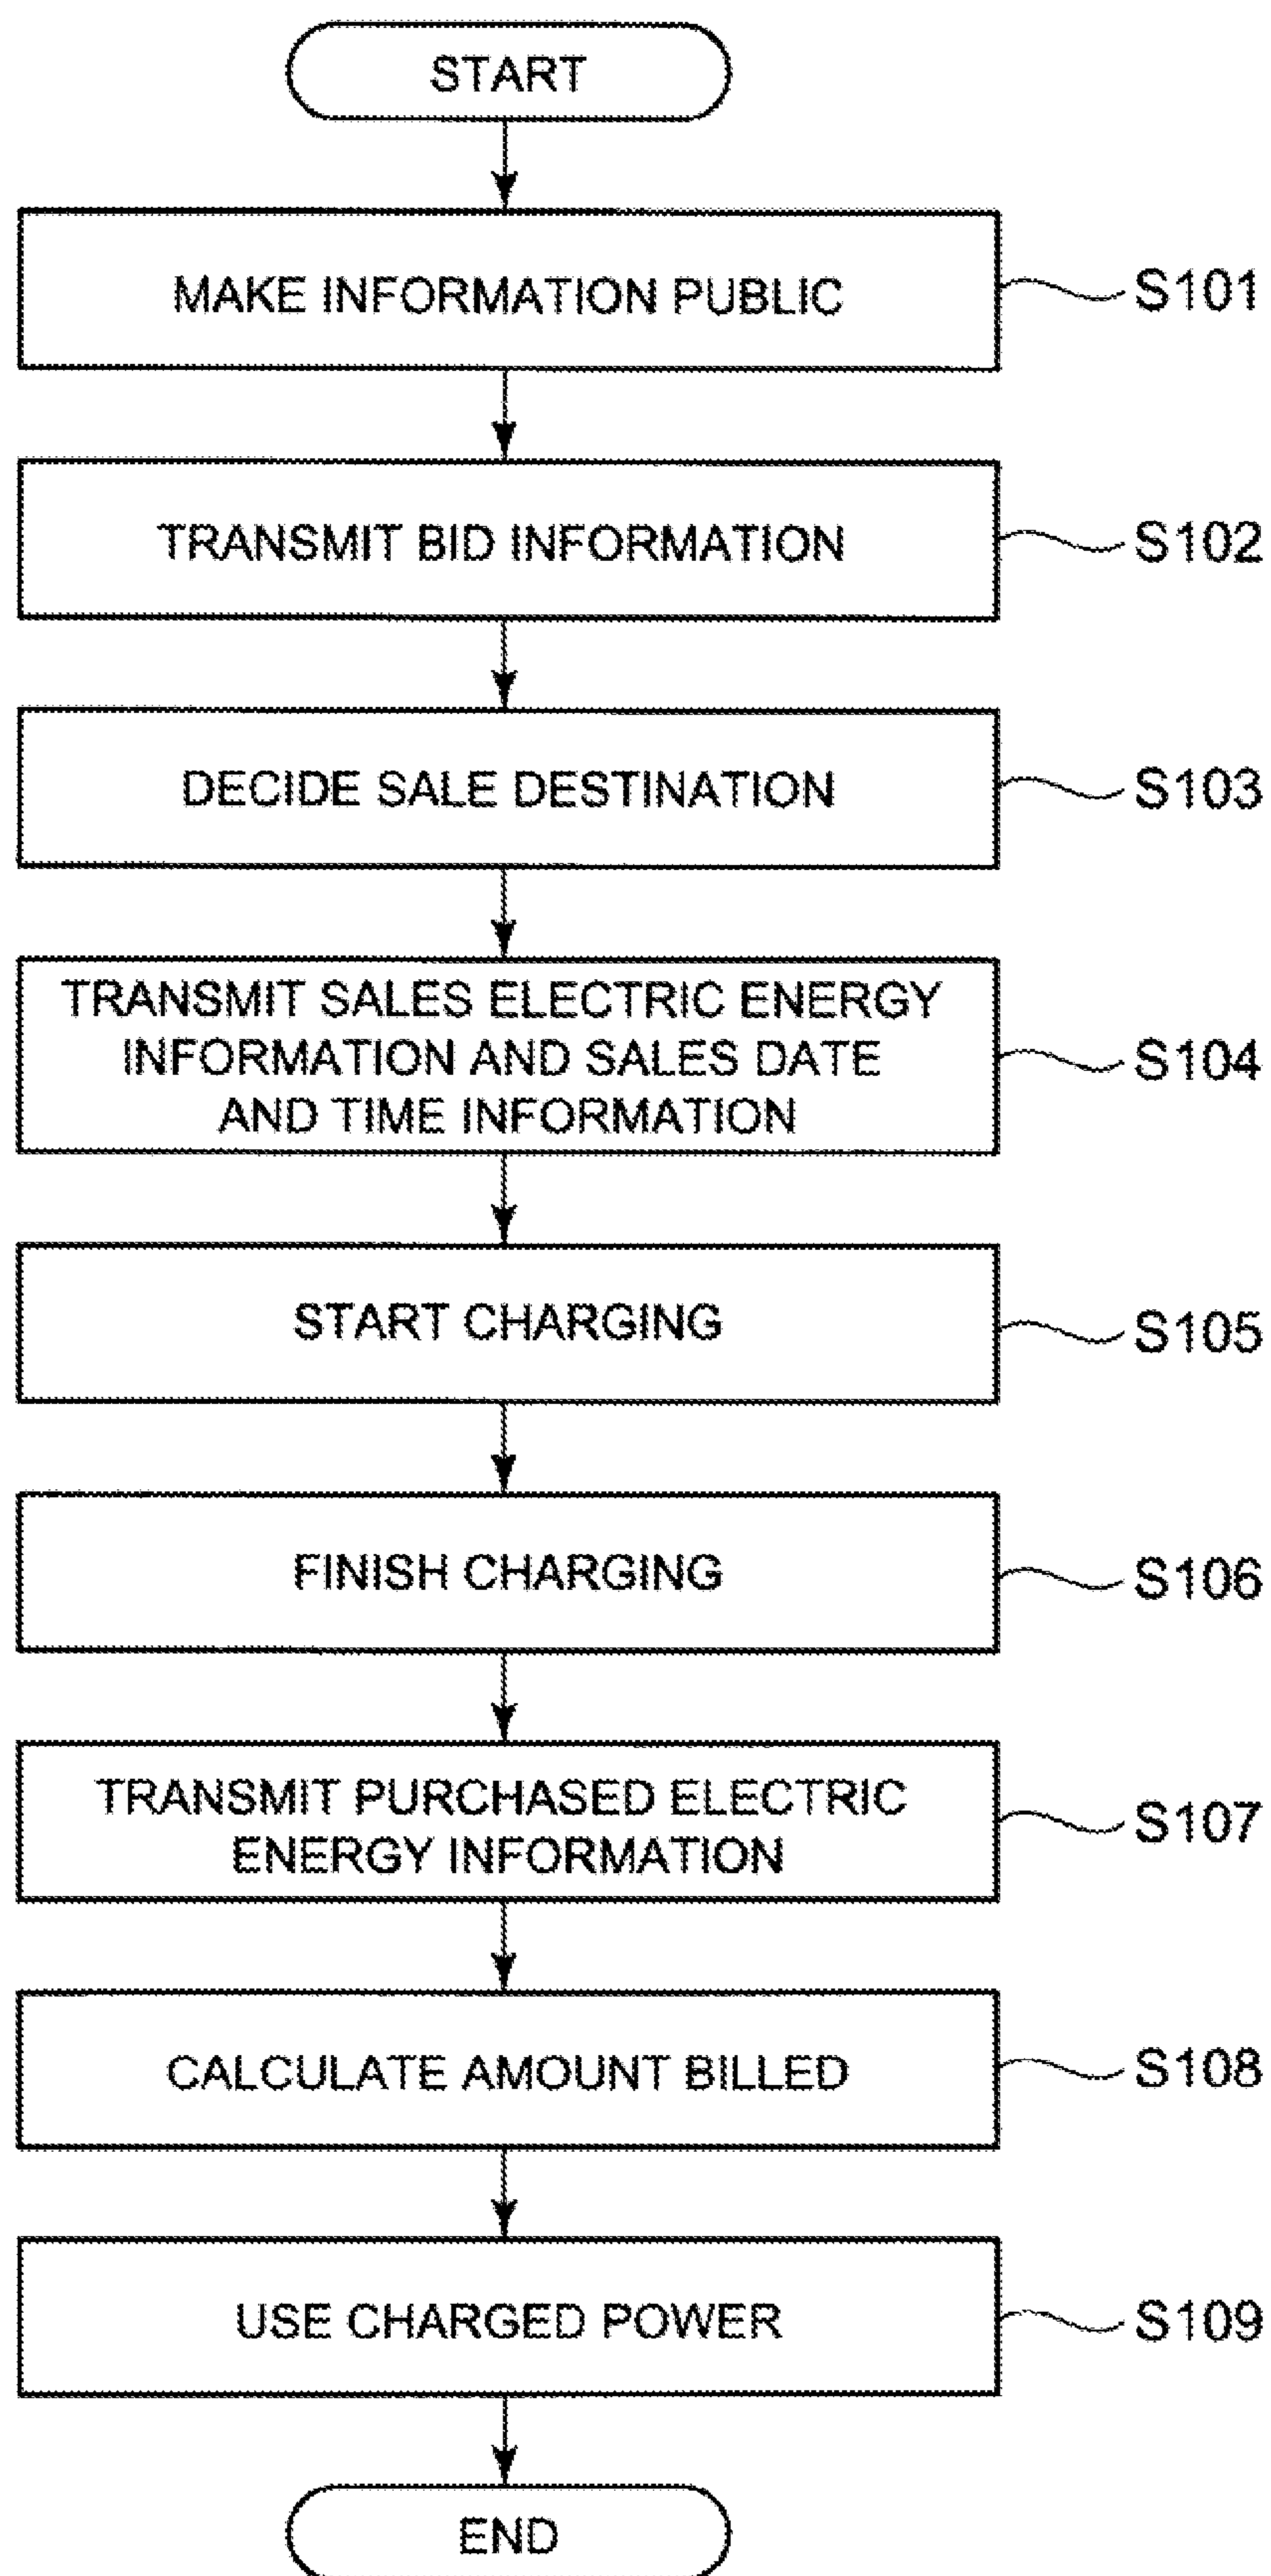 START
MAKE INFORMATION PUBLIC
S101
TRANSMIT BID INFORMATION
S102
DECIDE SALE DESTINATION
S103
TRANSMIT SALES ELECTRIC ENERGY
INFORMATION AND SALES DATE
AND TIME INFORMATION
S104
START CHARGING
S105
FINISH CHARGING
S106
TRANSMIT PURCHASED ELECTRIC
ENERGY INFORMATION
S107
CALCULATE AMOUNT BILLED
S108
USE CHARGED POWER
S109
END